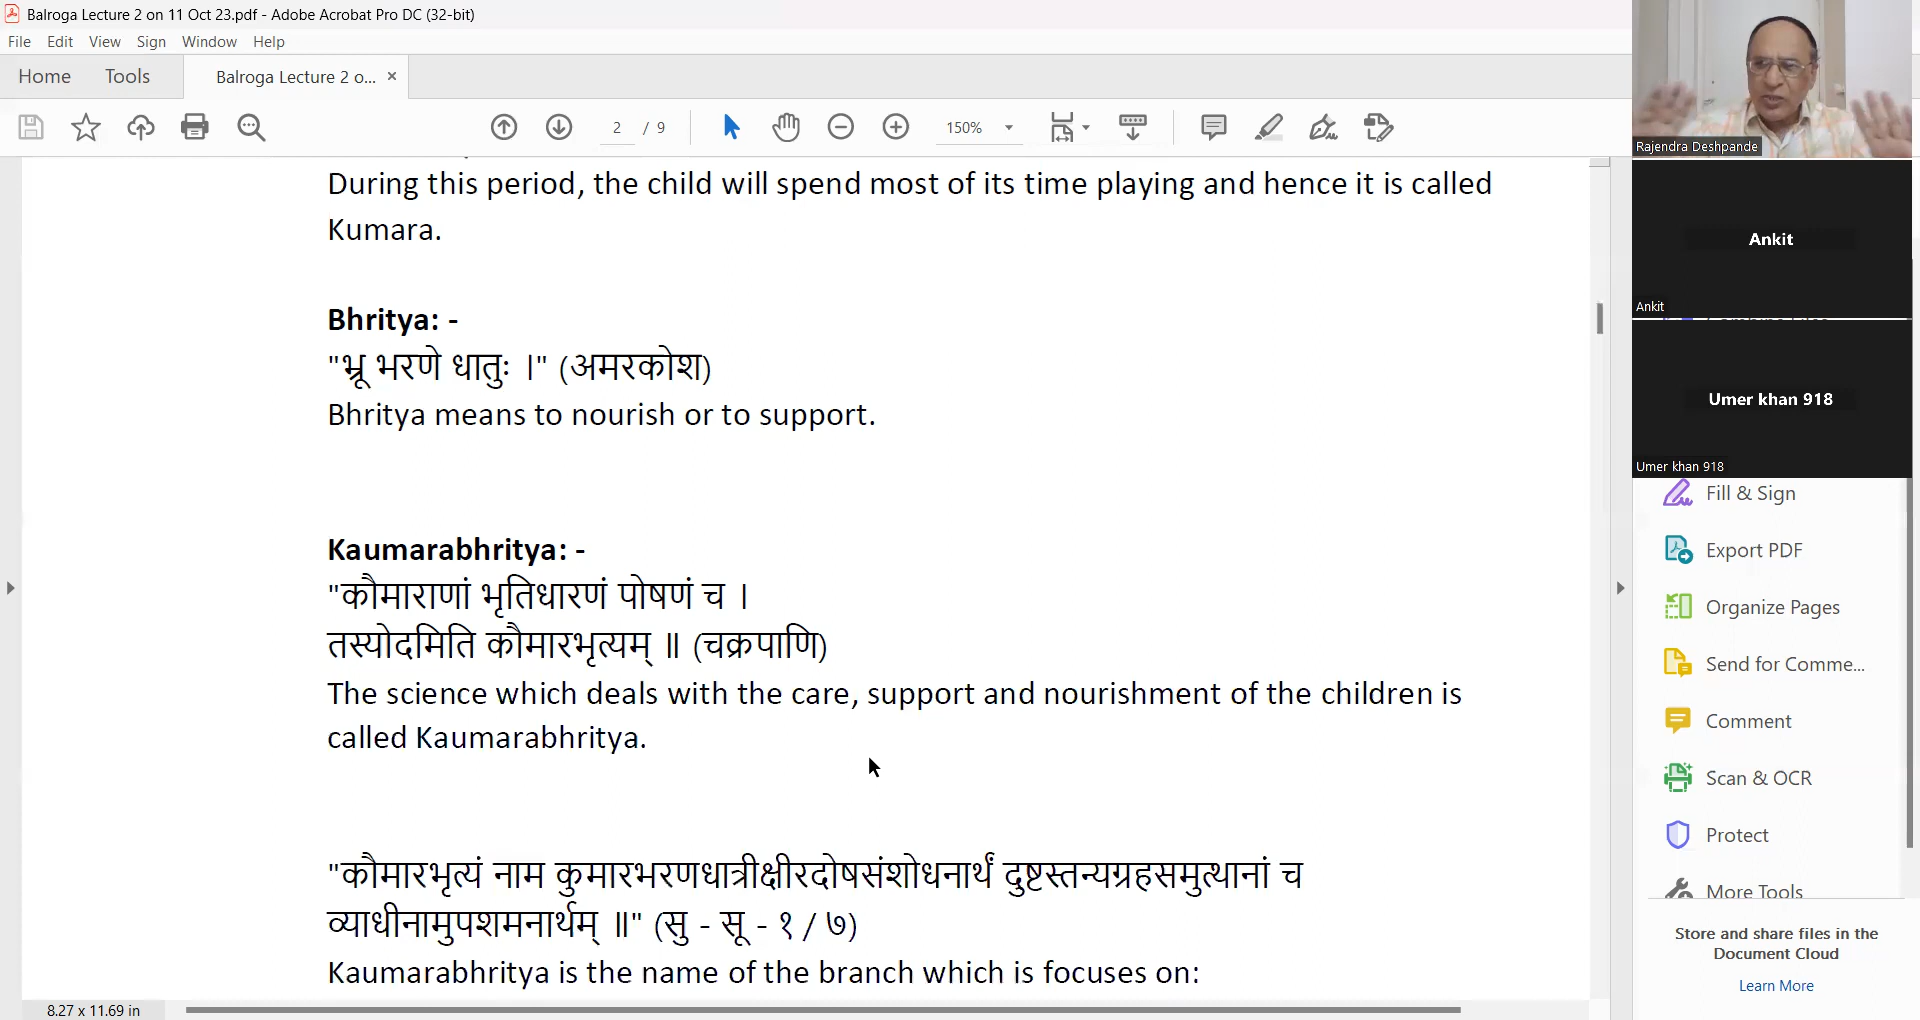 Balroga Lecture 2 on 11 Oct 23.pdf - Adobe Acrobat Pro DC (32-bit)
File Edit View Sign Window Help
Home Tools Balroga Lecture 2 o... ×
2 / 9 150%
During this period, the child will spend most of its time playing and hence it is called
Kumara.
Bhritya: -
"भ्रू भरणे धातुः ।" (अमरकोश)
Bhritya means to nourish or to support.
Kaumarabhritya: -
"कौमाराणां भृतिधारणं पोषणं च ।
तस्योदमिति कौमारभृत्यम् ॥ (चक्रपाणि)
The science which deals with the care, support and nourishment of the children is
called Kaumarabhritya.
"कौमारभृत्यं नाम कुमारभरणधात्रीक्षीरदोषसंशोधनार्थं दुष्टस्तन्यग्रहसमुत्थानां च
व्याधीनामुपशमनार्थम् ॥" (सु - सू - १ / ७)
Kaumarabhritya is the name of the branch which is focuses on:
8.27 x 11.69 in
Rajendra Deshpande
Ankit
Ankit
Umer khan 918
Umer khan 918
Fill & Sign
Export PDF
Organize Pages
Send for Comme...
Comment
Scan & OCR
Protect
More Tools
Store and share files in the
Document Cloud
Learn More